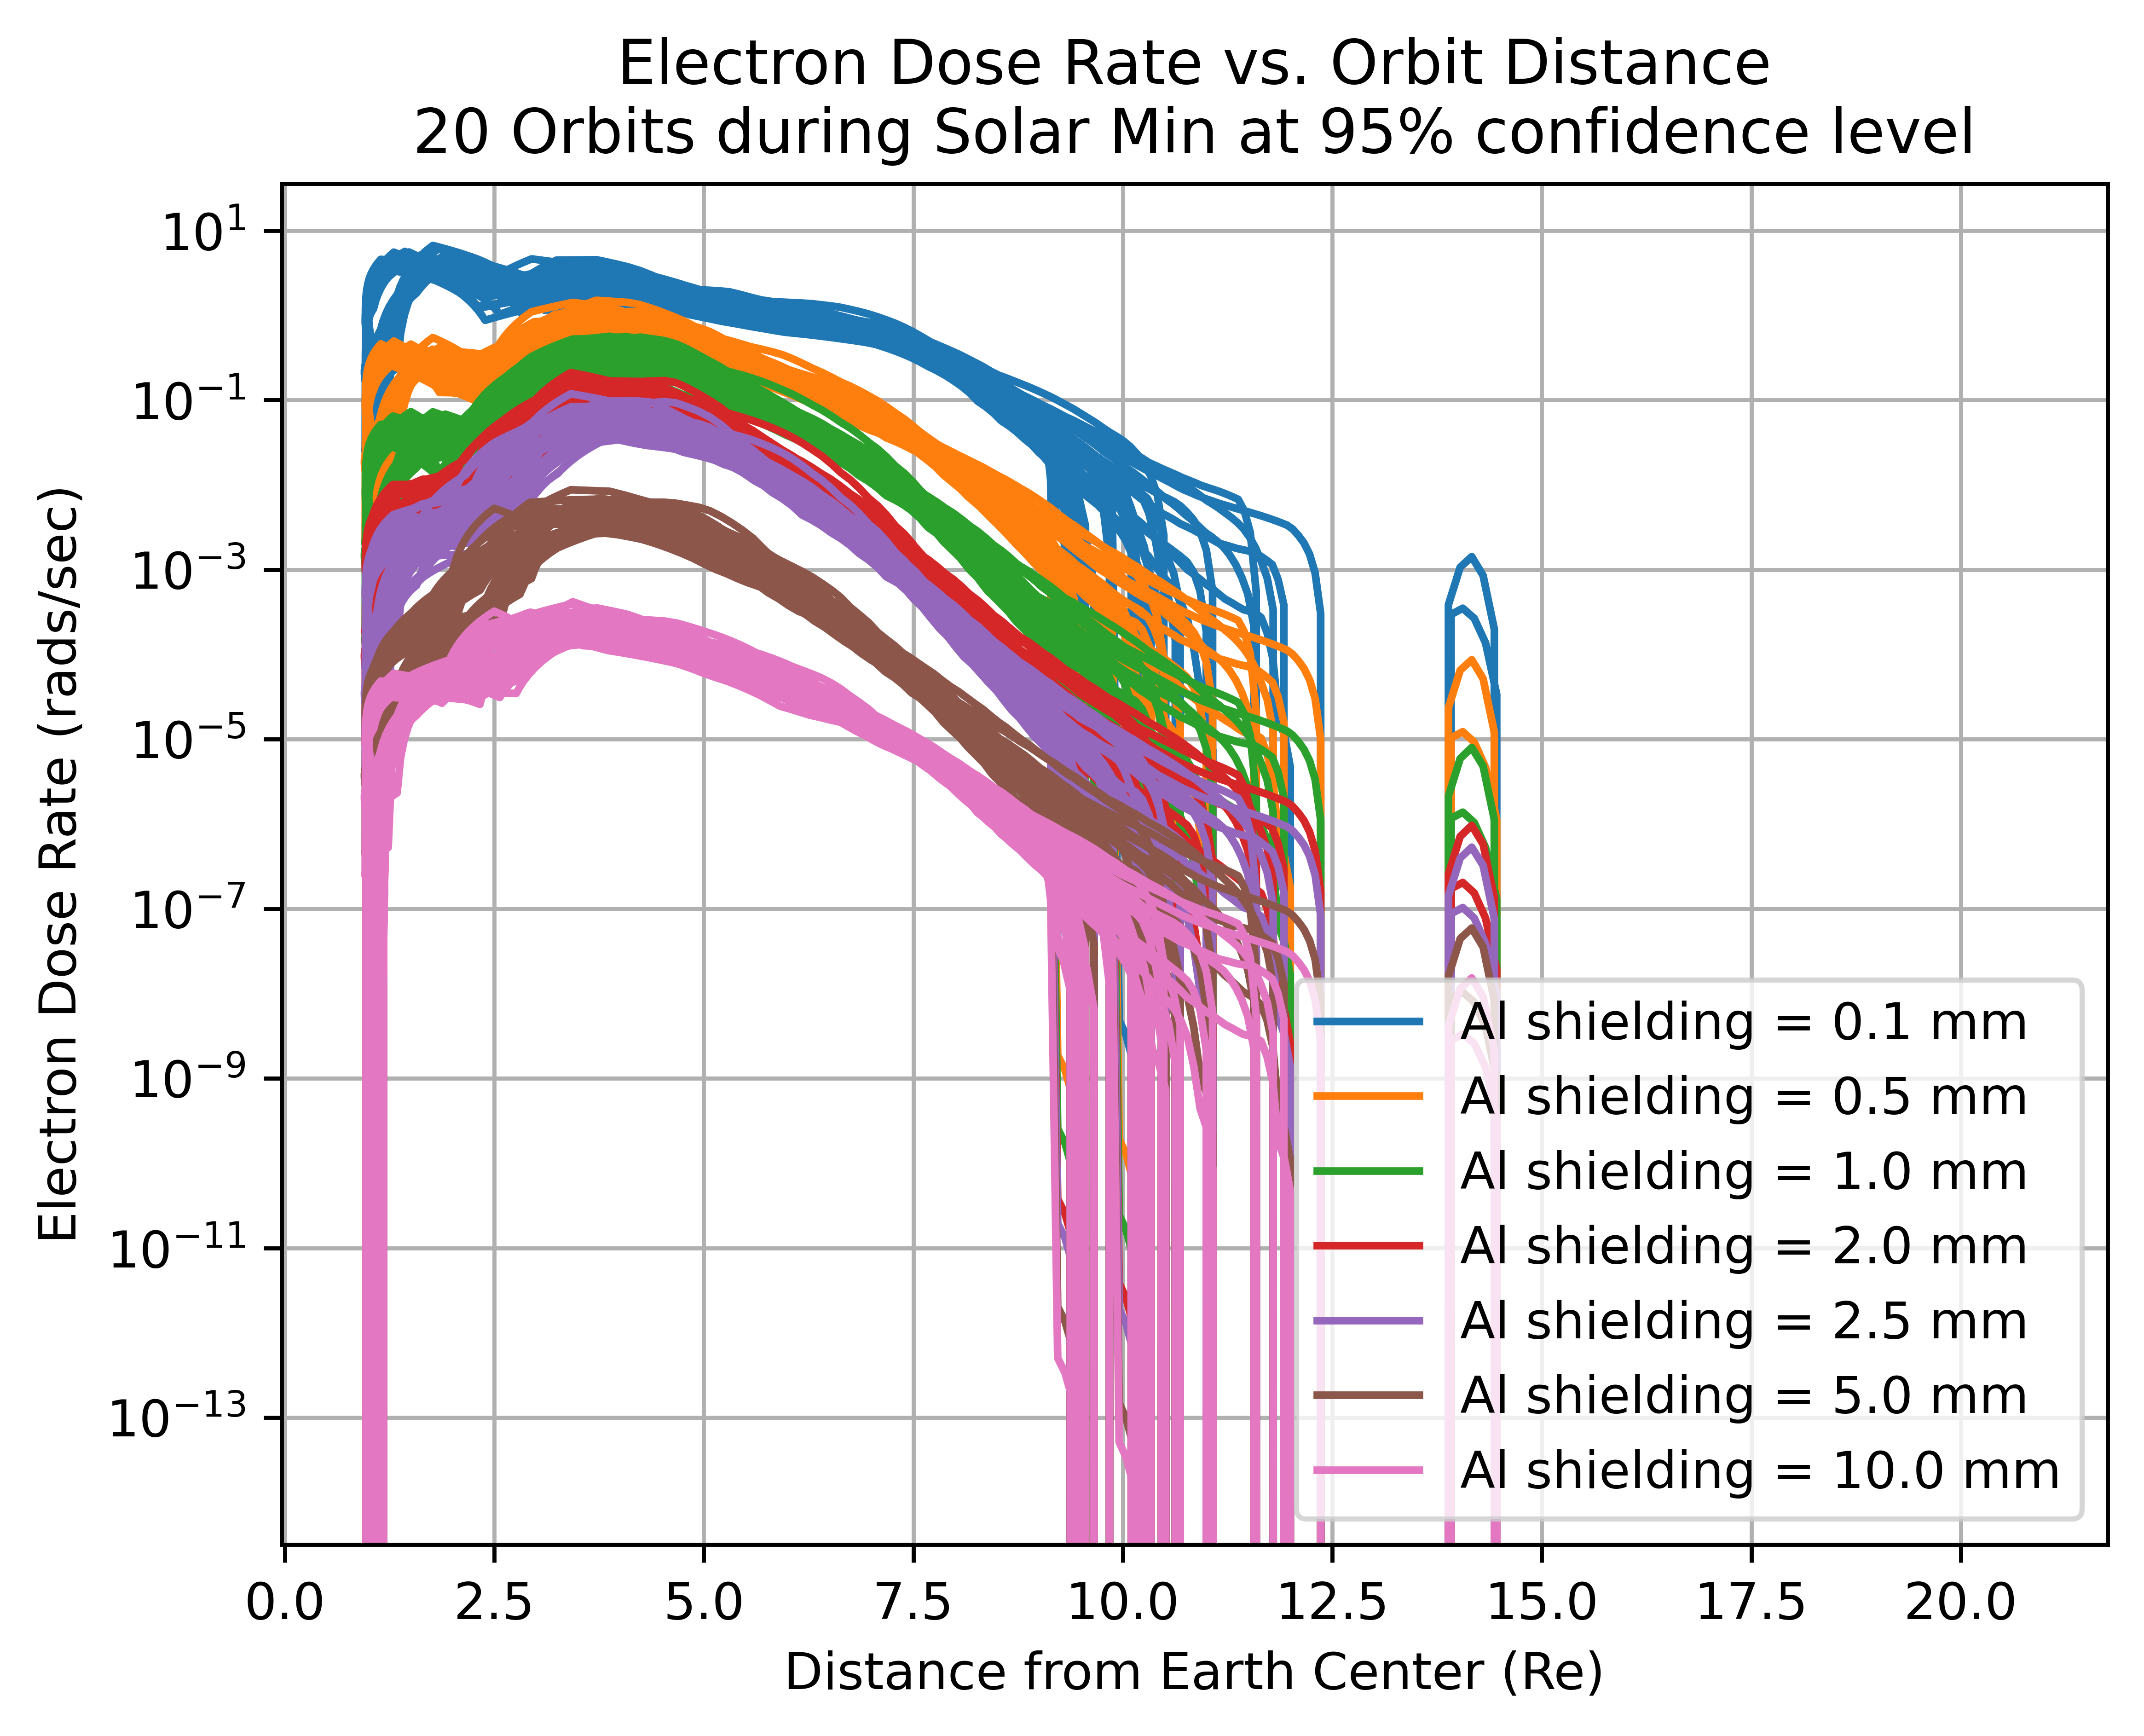 Electron Dose Rate vs. Orbit Distance
20 Orbits during Solar Min at 95% confidence level
Electron Dose Rate (rads/sec)
10¹
10⁻¹
10⁻³
10⁻⁵
10⁻⁷
10⁻⁹
10⁻¹¹
10⁻¹³
Al shielding = 0.1 mm
Al shielding = 0.5 mm
Al shielding = 1.0 mm
Al shielding = 2.0 mm
Al shielding = 2.5 mm
Al shielding = 5.0 mm
Al shielding = 10.0 mm
0.0 2.5 5.0 7.5 10.0 12.5 15.0 17.5 20.0
Distance from Earth Center (Re)